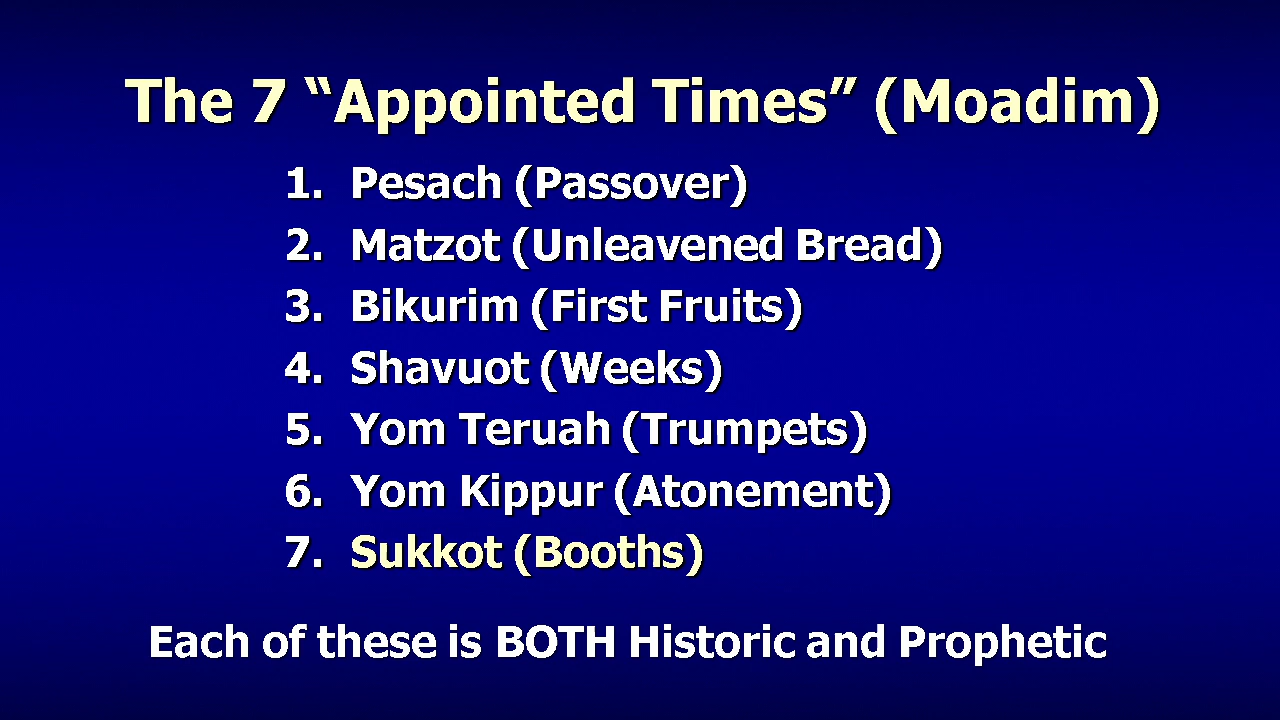 The 7 “Appointed Times” (Moadim)
1. Pesach (Passover)
2. Matzot (Unleavened Bread)
3. Bikurim (First Fruits)
4. Shavuot (Weeks)
5. Yom Teruah (Trumpets)
6. Yom Kippur (Atonement)
7. Sukkot (Booths)
Each of these is BOTH Historic and Prophetic